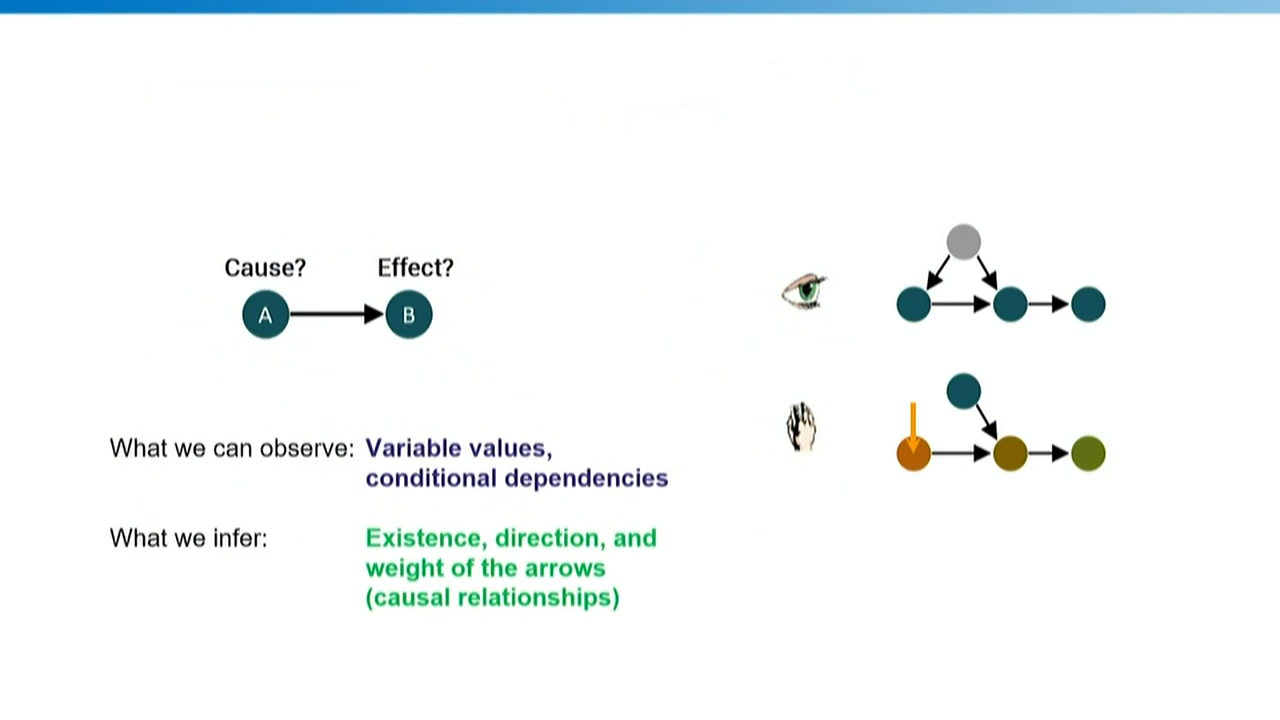 Cause? Effect?
A B
What we can observe: Variable values,
conditional dependencies
What we infer: Existence, direction, and
weight of the arrows
(causal relationships)